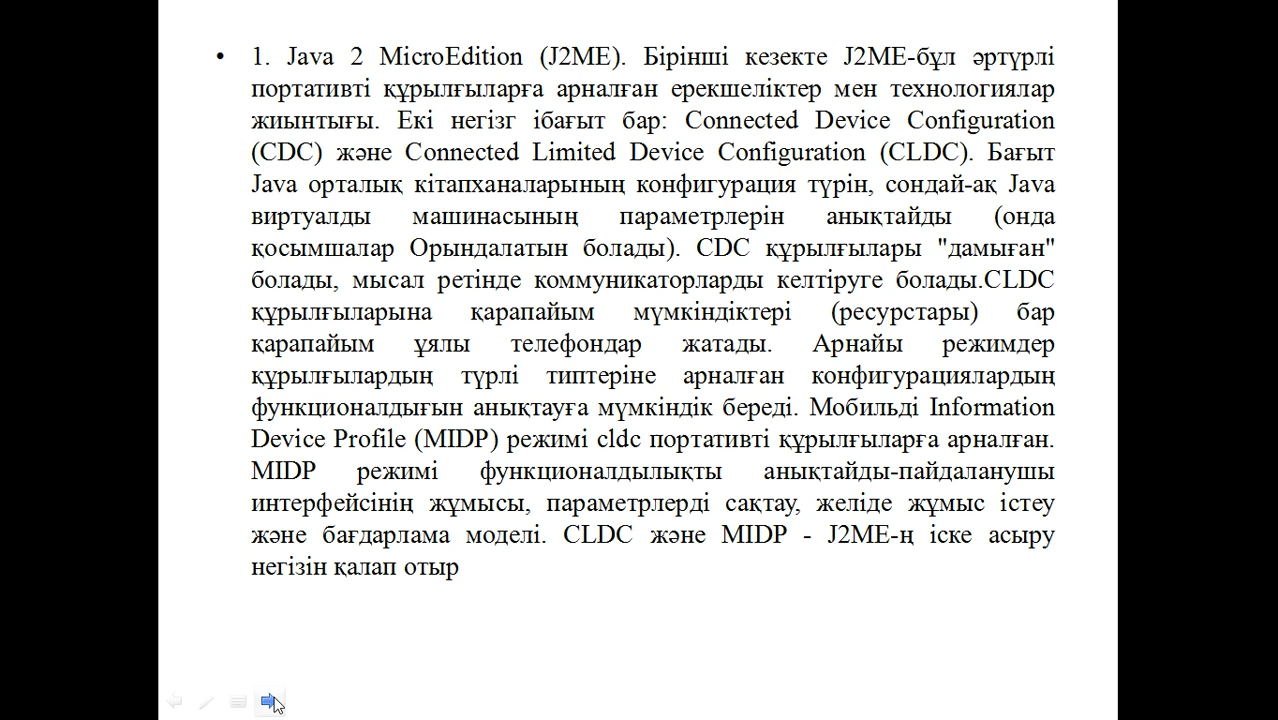 • 1. Java 2 MicroEdition (J2ME). Бірінші кезекте J2ME-бұл әртүрлі
портативті құрылғыларға арналған ерекшеліктер мен технологиялар
жиынтығы. Екі негізг ібағыт бар: Connected Device Configuration
(CDC) және Connected Limited Device Configuration (CLDC). Бағыт
Java орталық кітапханаларының конфигурация түрін, сондай-ақ Java
виртуалды машинасының параметрлерін анықтайды (онда
қосымшалар Орындалатын болады). CDC құрылғылары "дамыған"
болады, мысал ретінде коммуникаторларды келтіруге болады.CLDC
құрылғыларына қарапайым мүмкіндіктері (ресурстары) бар
қарапайым ұялы телефондар жатады. Арнайы режимдер
құрылғылардың түрлі типтеріне арналған конфигурациялардың
функционалдығын анықтауға мүмкіндік береді. Мобильді Information
Device Profile (MIDP) режимі cldc портативті құрылғыларға арналған.
MIDP режимі функционалдылықты анықтайды-пайдаланушы
интерфейсінің жұмысы, параметрлерді сақтау, желіде жұмыс істеу
және бағдарлама моделі. CLDC және MIDP - J2ME-ң іске асыру
негізін қалап отыр